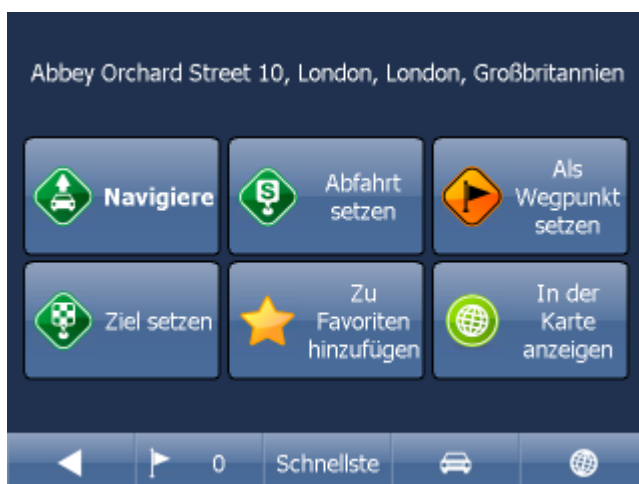 Abbey Orchard Street 10, London, London, Großbritannien
Navigiere
S
Abfahrt
setzen
Als
Wegpunkt
setzen
Ziel setzen
Zu
Favoriten
hinzufügen
In der
Karte
anzeigen
0
Schnellste